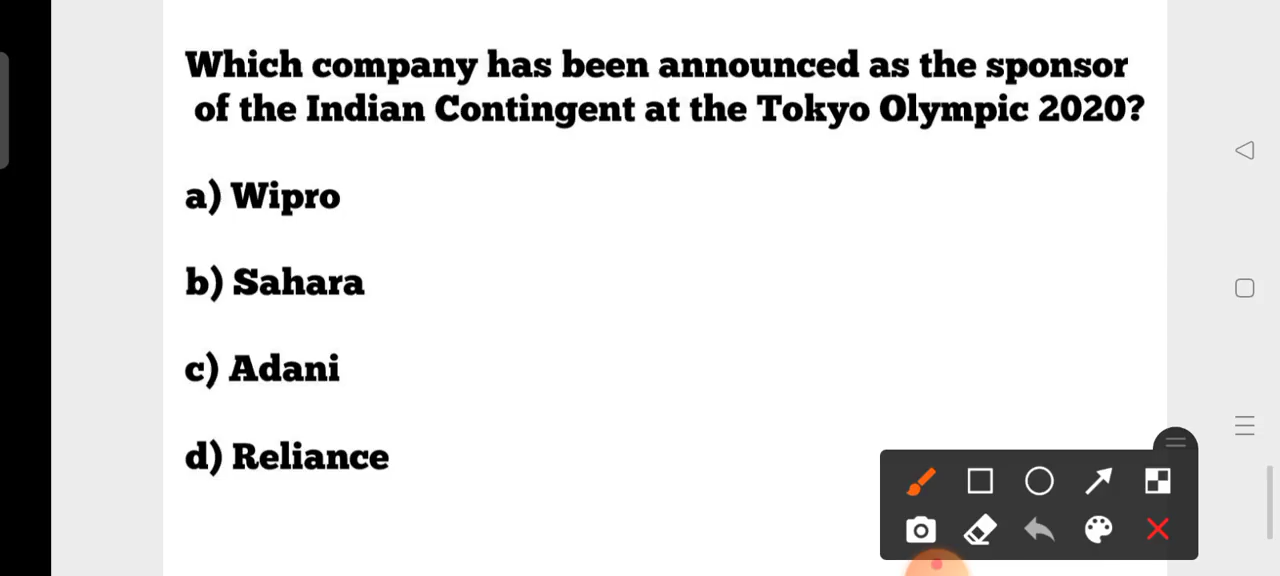 Which company has been announced as the sponsor
of the Indian Contingent at the Tokyo Olympic 2020?
a) Wipro
b) Sahara
c) Adani
d) Reliance